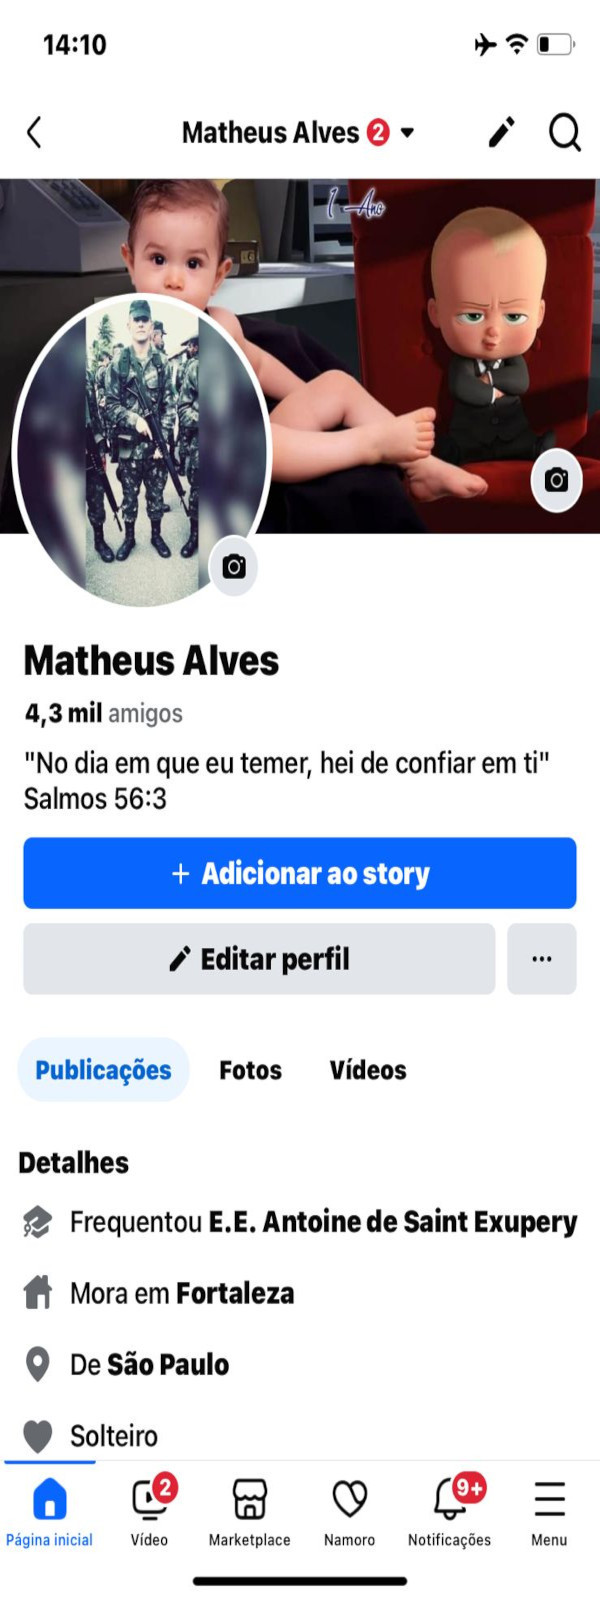 14:10
Matheus Alves 2
1 Ano
Matheus Alves
4,3 mil amigos
"No dia em que eu temer, hei de confiar em ti"
Salmos 56:3
+ Adicionar ao story
Editar perfil
...
Publicações Fotos Vídeos
Detalhes
Frequentou E.E. Antoine de Saint Exupery
Mora em Fortaleza
De São Paulo
Solteiro
2 9+
Página inicial Vídeo Marketplace Namoro Notificações Menu